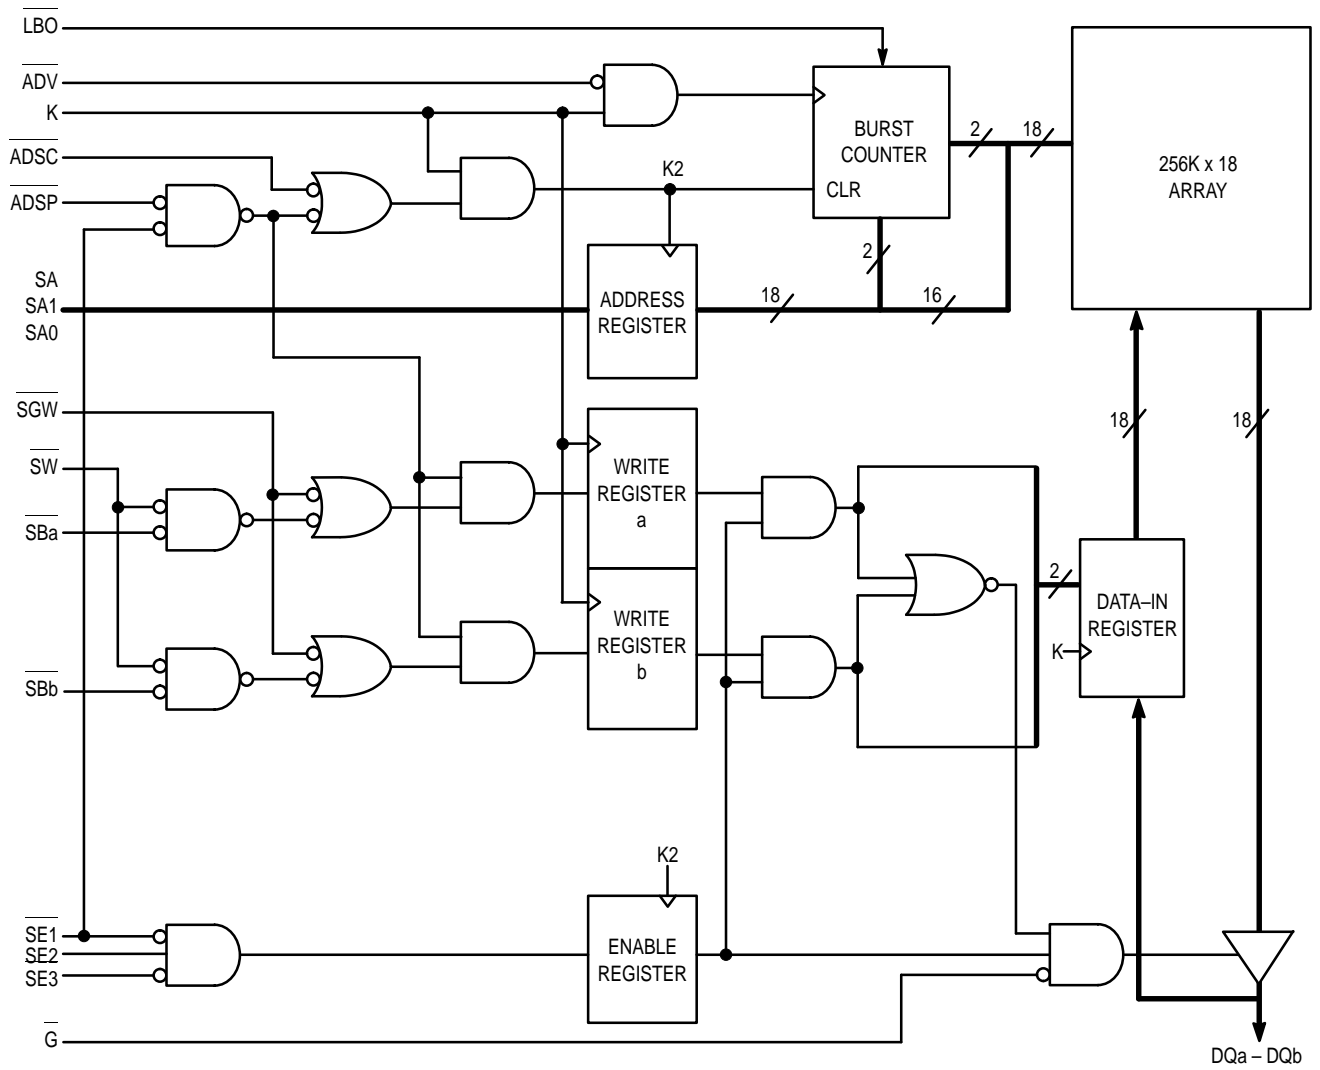 LBO
ADV
K
ADSC
ADSP
K2
BURST
COUNTER
CLR
2
18
256K x 18
ARRAY
2
SA
SA1
SA0
ADDRESS
REGISTER
18
16
SGW
SW
SBa
SBb
WRITE
REGISTER
a
WRITE
REGISTER
b
18
18
2
DATA–IN
REGISTER
K
K2
SE1
SE2
SE3
ENABLE
REGISTER
G
DQa – DQb